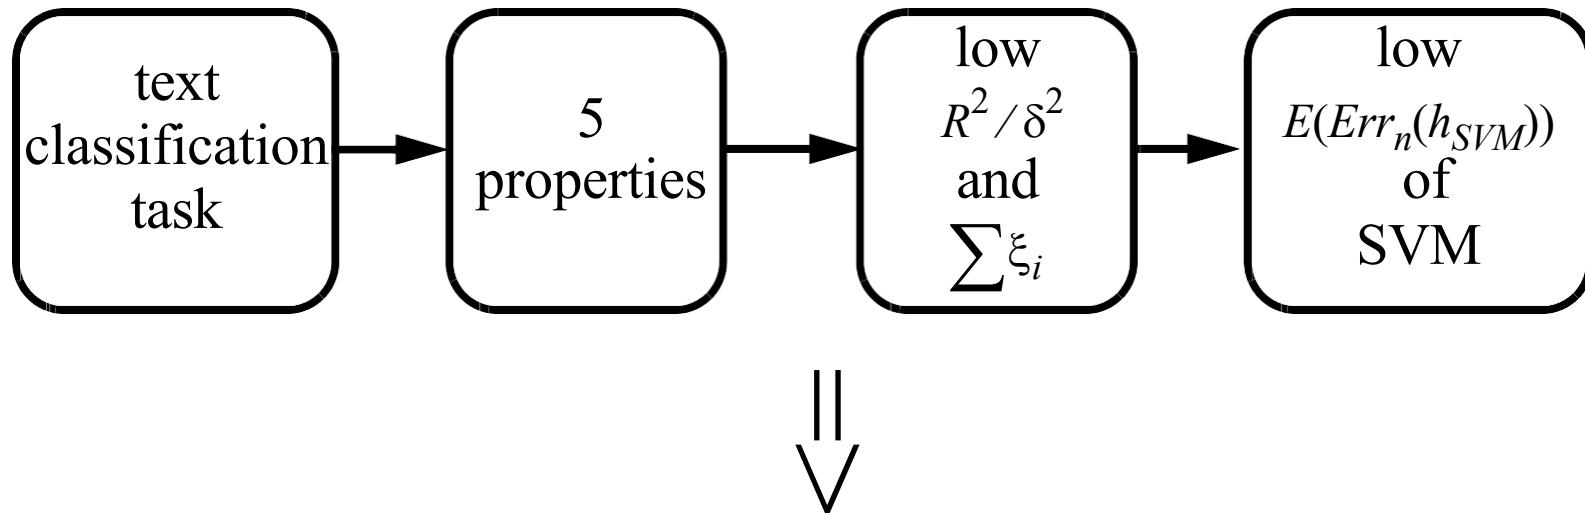 text
classification
task
5
properties
low
R²/δ²
and
∑ξᵢ
low
E(Errₙ(h_SVM))
of
SVM